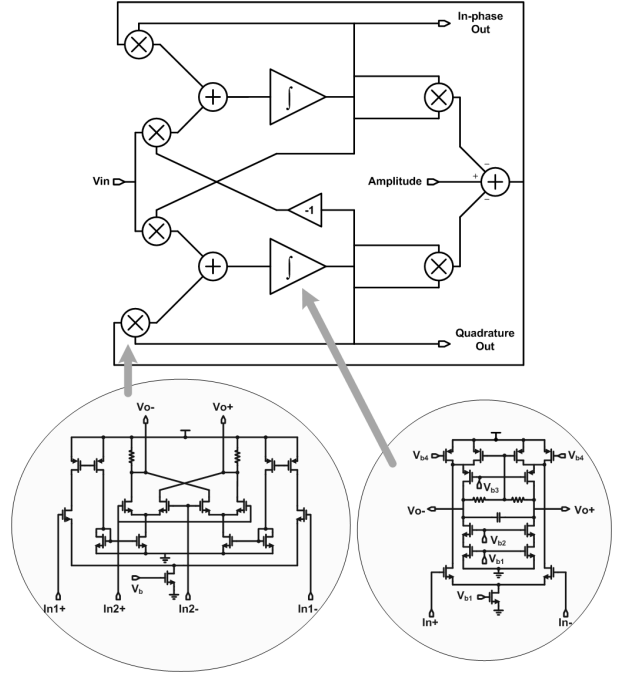 In-phase
Out
Vin
Amplitude
−
+
−
-1
∫
∫
Quadrature
Out
Vo- Vo+
Vb
In1+ In2+ In2- In1-
Vb4 Vb4
Vb3
Vo- Vo+
Vb2
Vb1
Vb1
In+ In-